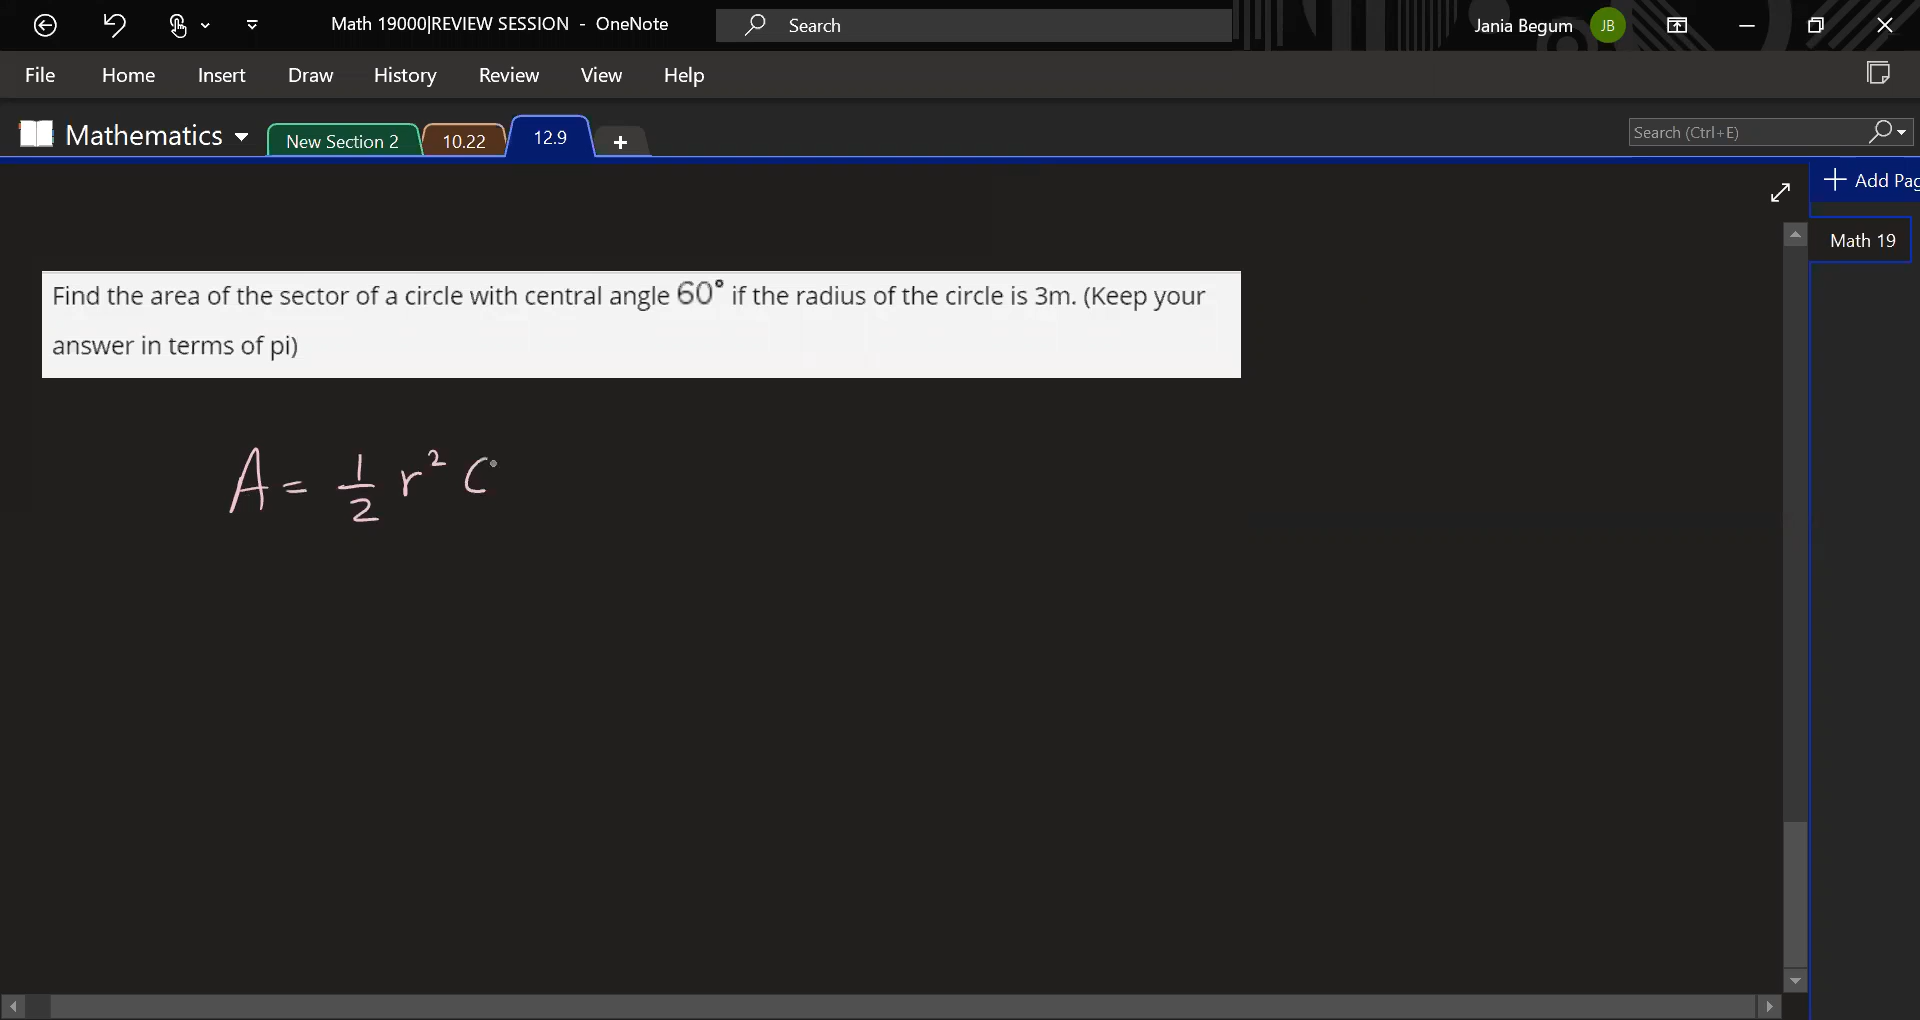 Math 19000|REVIEW SESSION - OneNote
Search
Jania Begum
JB
File Home Insert Draw History Review View Help
Mathematics
New Section 2
10.22
12.9
+
Search (Ctrl+E)
Add Pag
Math 19
Find the area of the sector of a circle with central angle 60° if the radius of the circle is 3m. (Keep your
answer in terms of pi)
A = 1/2 r² C